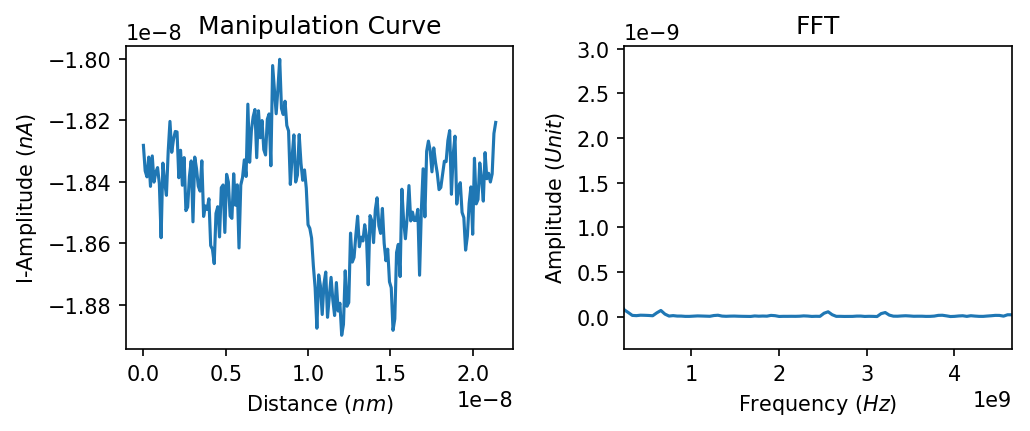 Manipulation Curve
1e−8
−1.80
−1.82
−1.84
−1.86
−1.88
I-Amplitude (nA)
0.0 0.5 1.0 1.5 2.0
Distance (nm)
1e−8
FFT
1e−9
3.0
2.5
2.0
1.5
1.0
0.5
0.0
Amplitude (Unit)
1 2 3 4
Frequency (Hz)
1e9